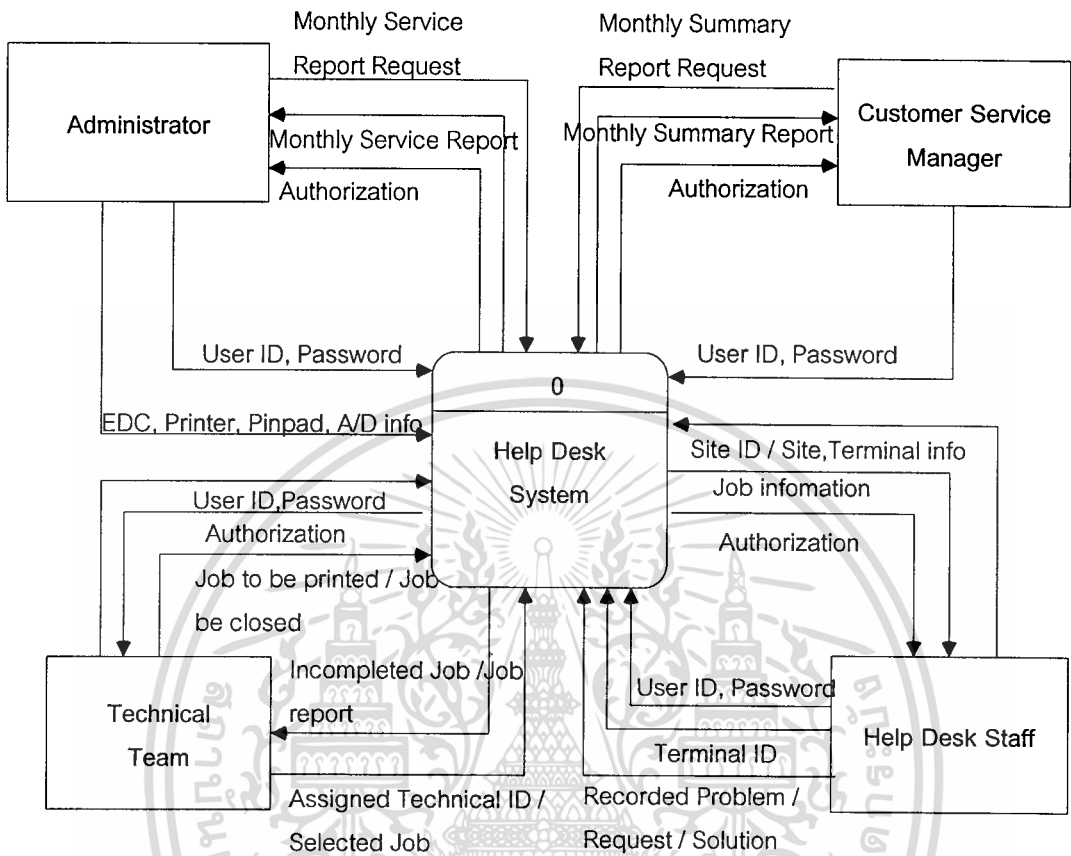 Monthly Service
Report Request
Monthly Summary
Report Request
Administrator
Customer Service
Manager
Monthly Service Report
Monthly Summary Report
Authorization
Authorization
User ID, Password
User ID, Password
0
Help Desk
System
EDC, Printer, Pinpad, A/D info
Site ID / Site,Terminal info
Job infomation
Authorization
User ID,Password
Authorization
Job to be printed / Job
be closed
Incompleted Job /Job
report
Technical
Team
User ID, Password
Terminal ID
Help Desk Staff
Assigned Technical ID /
Selected Job
Recorded Problem /
Request / Solution